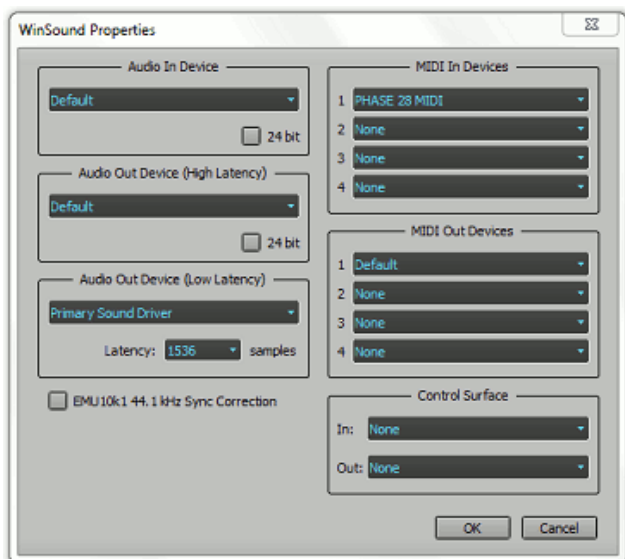 WinSound Properties
Audio In Device
Default
24 bit
Audio Out Device (High Latency)
Default
24 bit
Audio Out Device (Low Latency)
Primary Sound Driver
Latency: 1536 samples
EMU10k1 44.1 kHz Sync Correction
MIDI In Devices
1 PHASE 28 MIDI
2 None
3 None
4 None
MIDI Out Devices
1 Default
2 None
3 None
4 None
Control Surface
In: None
Out: None
OK Cancel